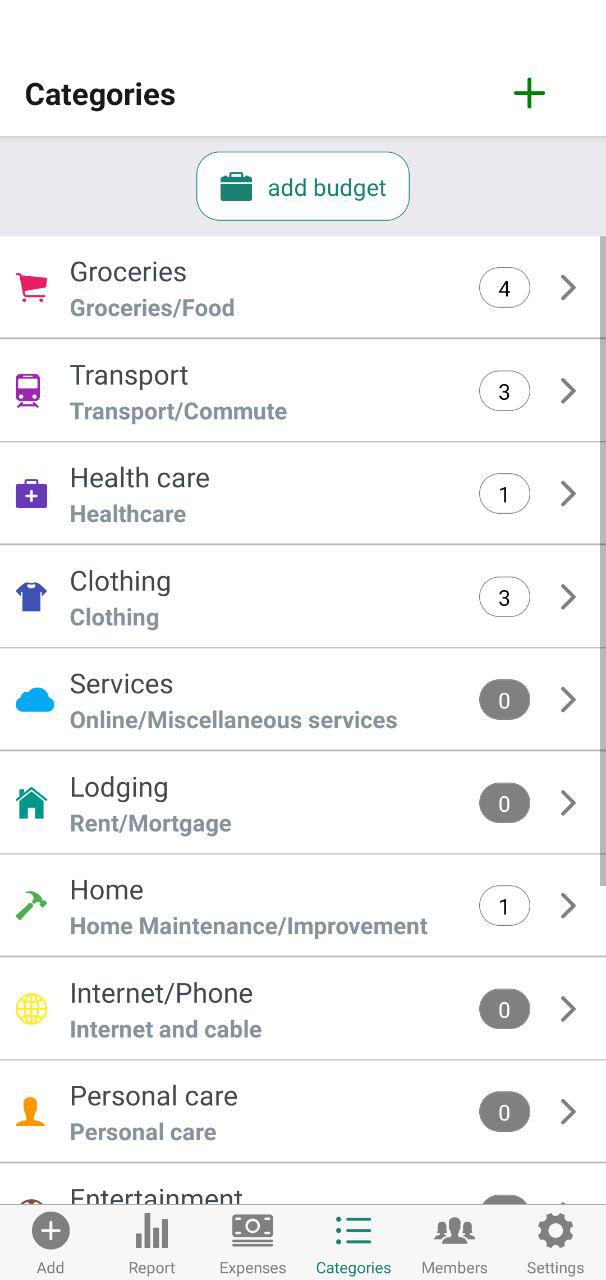 Categories
add budget
Groceries
Groceries/Food
4
Transport
Transport/Commute
3
Health care
Healthcare
1
Clothing
Clothing
3
Services
Online/Miscellaneous services
0
Lodging
Rent/Mortgage
0
Home
Home Maintenance/Improvement
1
Internet/Phone
Internet and cable
0
Personal care
Personal care
0
Entertainment
Add Report Expenses Categories Members Settings